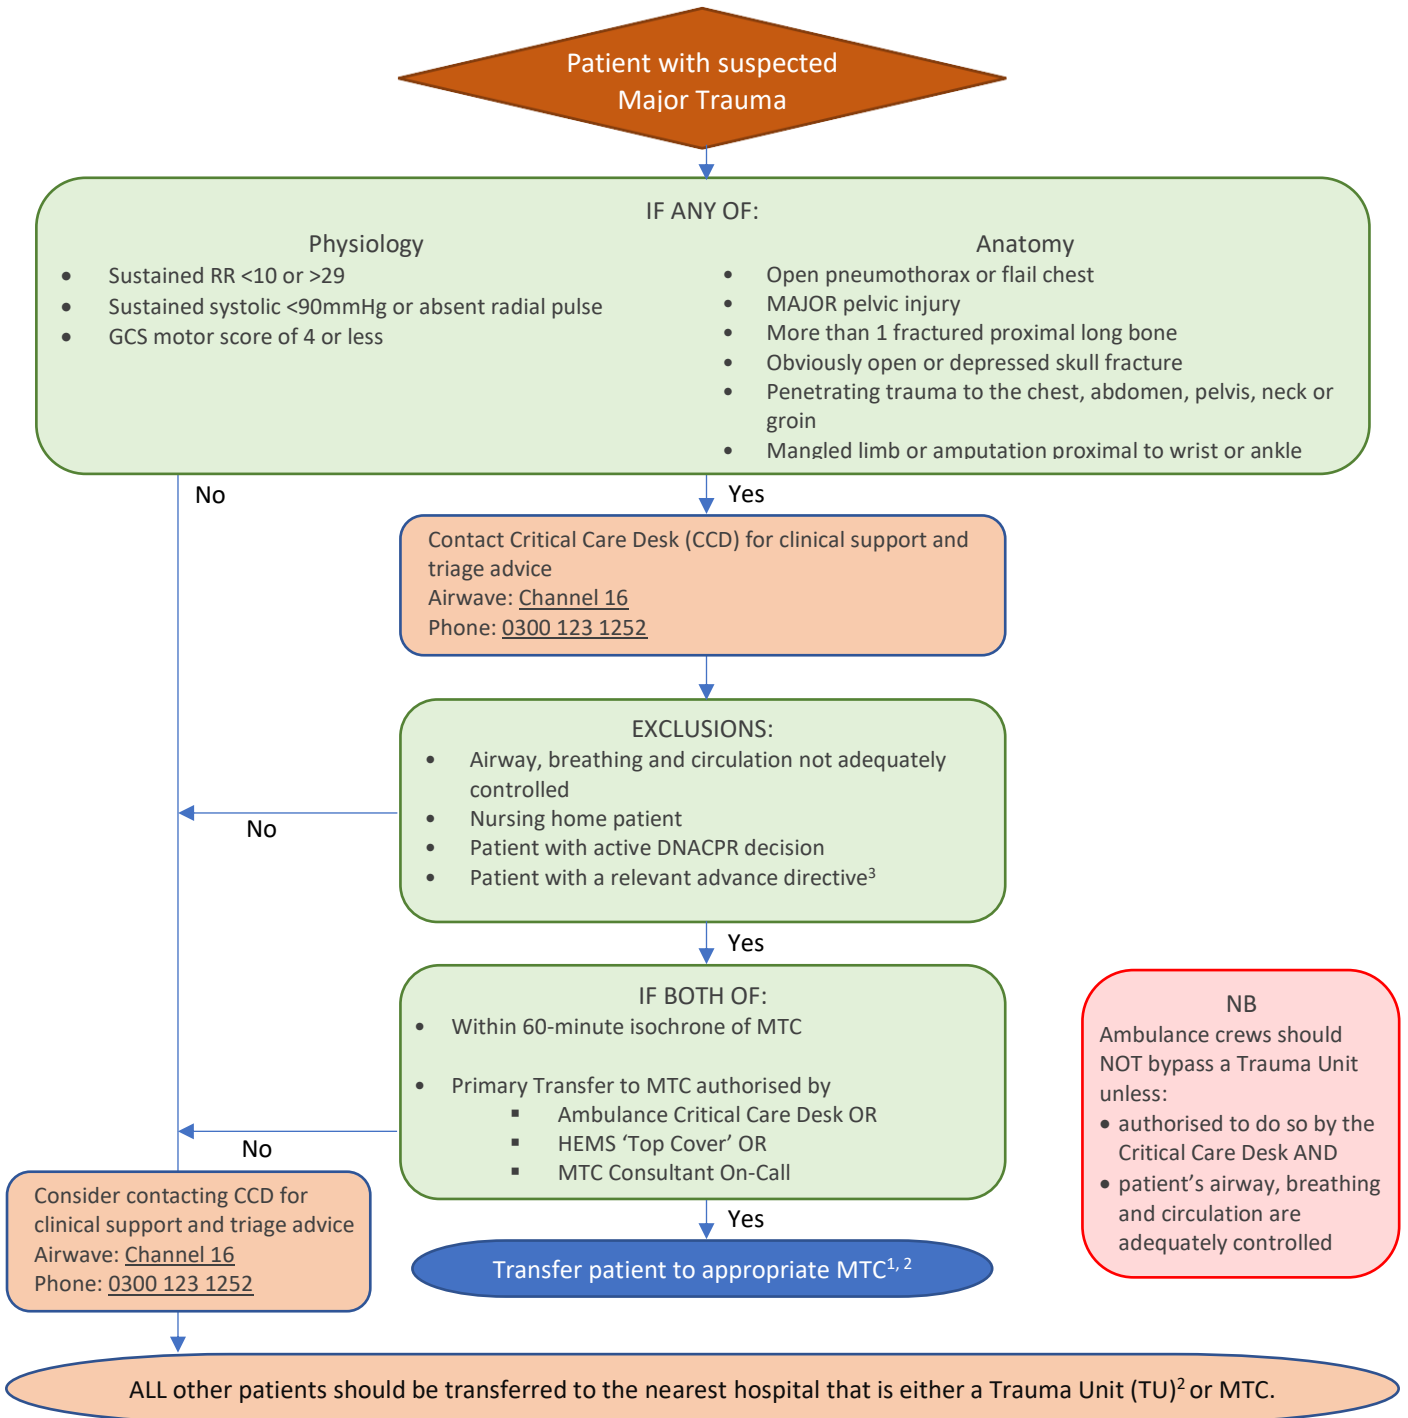 Patient with suspected
Major Trauma
IF ANY OF:
Physiology
• Sustained RR <10 or >29
• Sustained systolic <90mmHg or absent radial pulse
• GCS motor score of 4 or less
Anatomy
• Open pneumothorax or flail chest
• MAJOR pelvic injury
• More than 1 fractured proximal long bone
• Obviously open or depressed skull fracture
• Penetrating trauma to the chest, abdomen, pelvis, neck or
groin
• Mangled limb or amputation proximal to wrist or ankle
No
Yes
Contact Critical Care Desk (CCD) for clinical support and
triage advice
Airwave: Channel 16
Phone: 0300 123 1252
EXCLUSIONS:
• Airway, breathing and circulation not adequately
controlled
• Nursing home patient
• Patient with active DNACPR decision
• Patient with a relevant advance directive³
No
Yes
IF BOTH OF:
• Within 60-minute isochrone of MTC
• Primary Transfer to MTC authorised by
▪ Ambulance Critical Care Desk OR
▪ HEMS ‘Top Cover’ OR
▪ MTC Consultant On-Call
No
Yes
NB
Ambulance crews should
NOT bypass a Trauma Unit
unless:
• authorised to do so by the
Critical Care Desk AND
• patient’s airway, breathing
and circulation are
adequately controlled
Consider contacting CCD for
clinical support and triage advice
Airwave: Channel 16
Phone: 0300 123 1252
Transfer patient to appropriate MTC¹, ²
ALL other patients should be transferred to the nearest hospital that is either a Trauma Unit (TU)² or MTC.